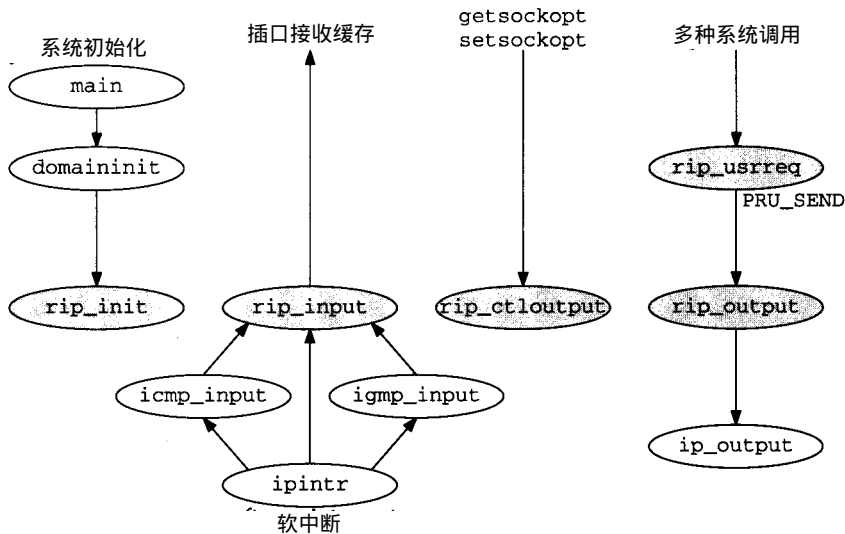 系统初始化
main
domaininit
rip_init
插口接收缓存
rip_input
icmp_input
igmp_input
ipintr
软中断
getsockopt
setsockopt
rip_ctloutput
多种系统调用
rip_usrreq
PRU_SEND
rip_output
ip_output